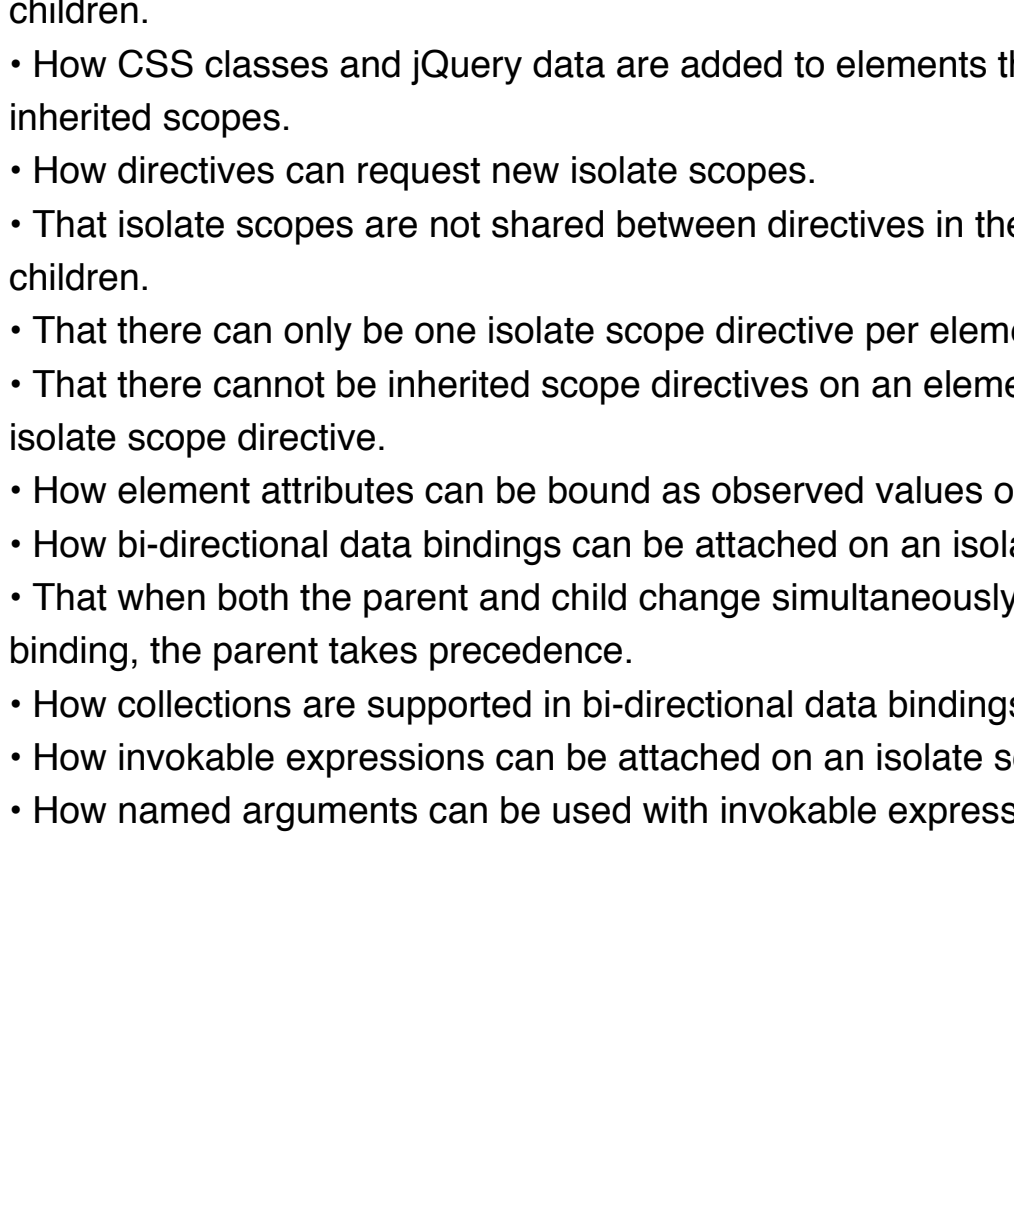 children.
• How CSS classes and jQuery data are added to elements
inherited scopes.
• How directives can request new isolate scopes.
• That isolate scopes are not shared between directives in the
children.
• That there can only be one isolate scope directive per
• That there cannot be inherited scope directives on an
isolate scope directive.
• How element attributes can be bound as observed values
• How bi-directional data bindings can be attached on an
• That when both the parent and child change simultaneously
binding, the parent takes precedence.
• How collections are supported in bi-directional data bindings
• How invokable expressions can be attached on an isolate
• How named arguments can be used with invokable